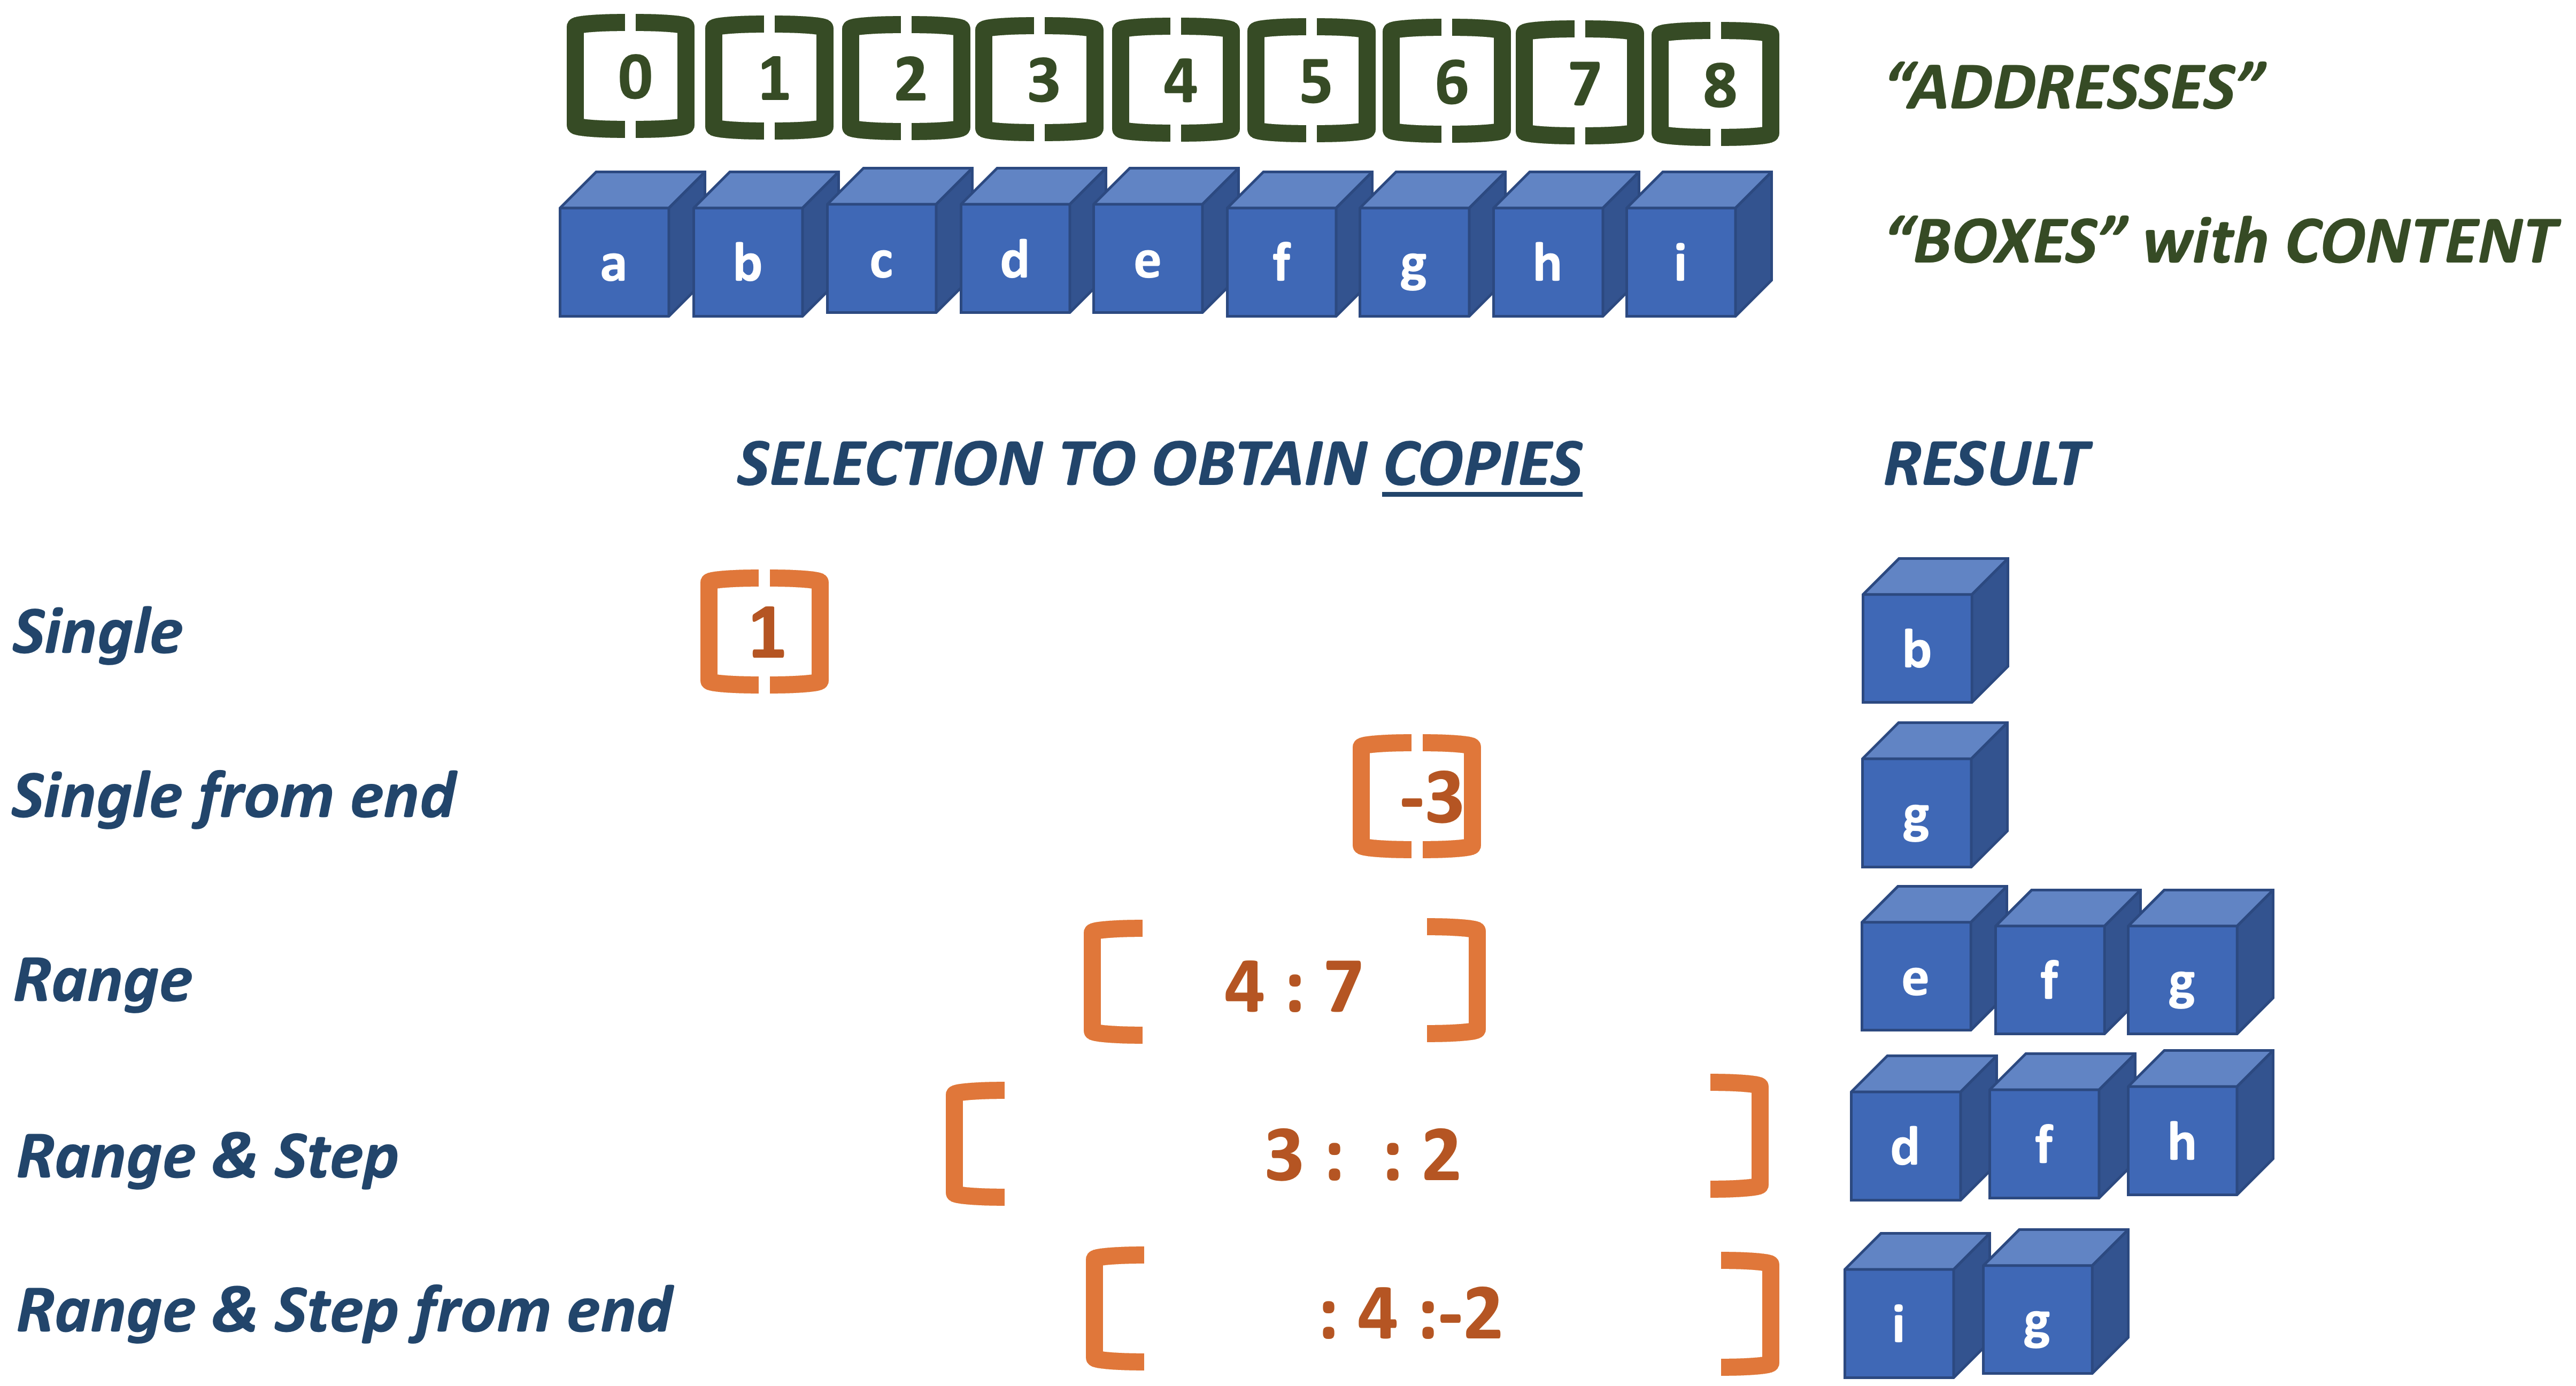 0 1 2 3 4 5 6 7 8 “ADDRESSES”
a b c d e f g h i “BOXES” with CONTENT
SELECTION TO OBTAIN COPIES RESULT
Single 1 b
Single from end -3 g
Range 4 : 7 e f g
Range & Step 3 : : 2 d f h
Range & Step from end : 4 :-2 i g